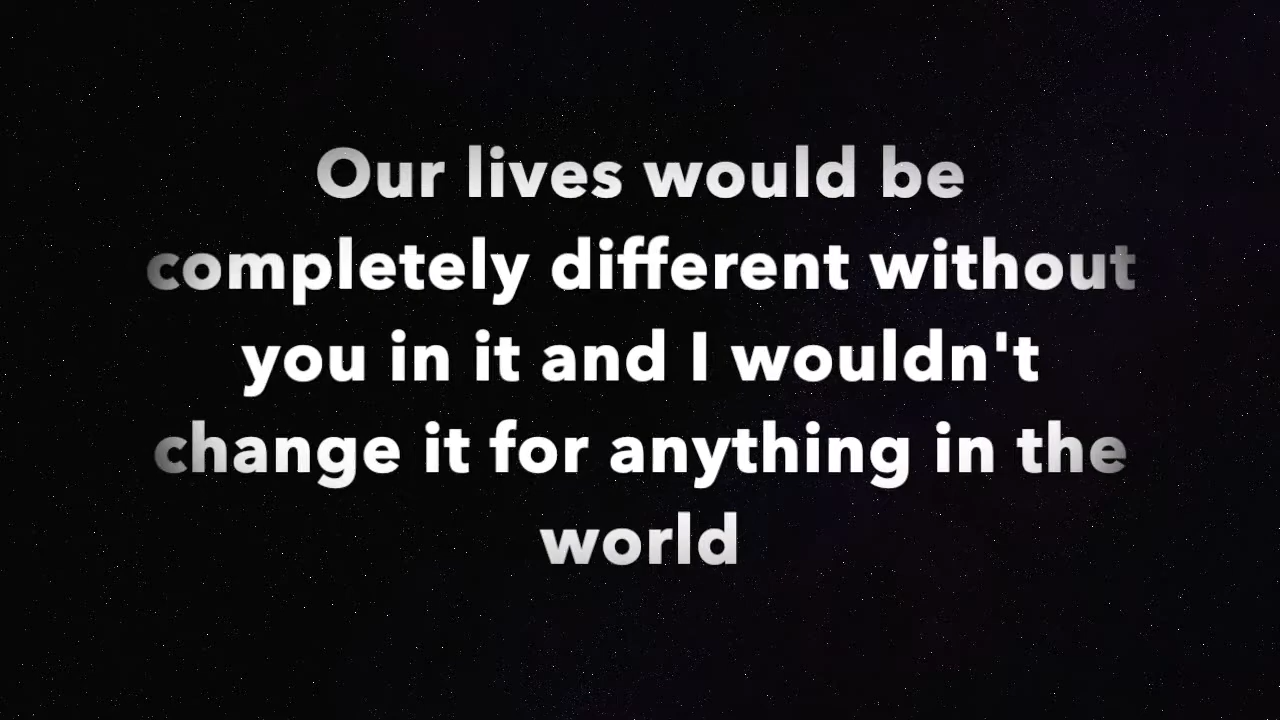 Our lives would be
completely different without
you in it and I wouldn't
change it for anything in the
world